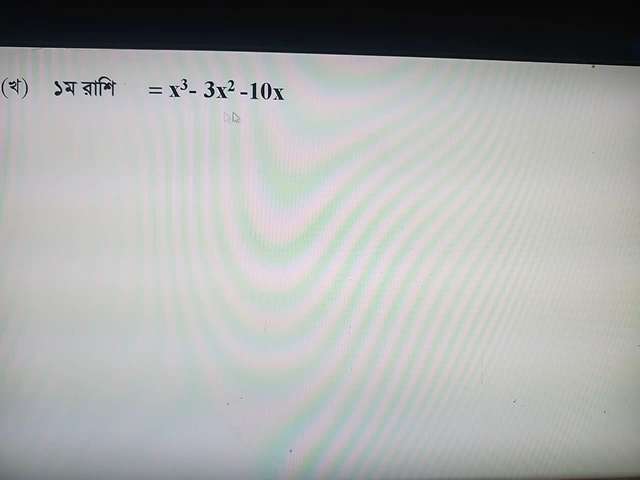 (খ) ১ম রাশি = x³- 3x² -10x